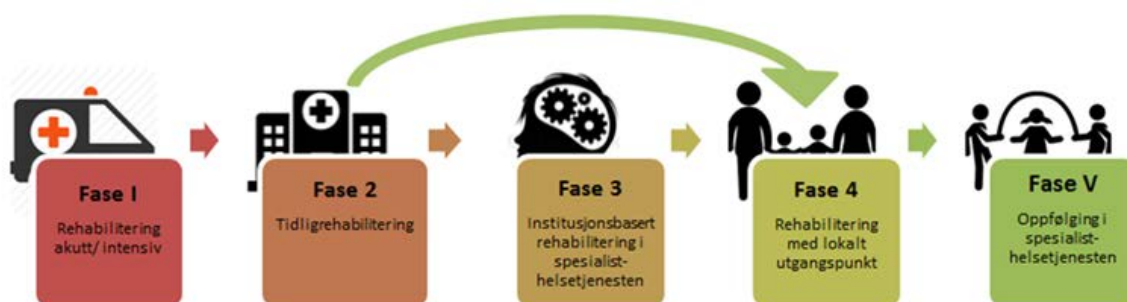 Fase I
Rehabilitering
akutt/ intensiv
Fase 2
Tidligrehabilitering
Fase 3
Institusjonsbasert
rehabilitering i
spesialist-
helsetjenesten
Fase 4
Rehabilitering
med lokalt
utgangspunkt
Fase V
Oppfølging i
spesialist-
helsetjenesten